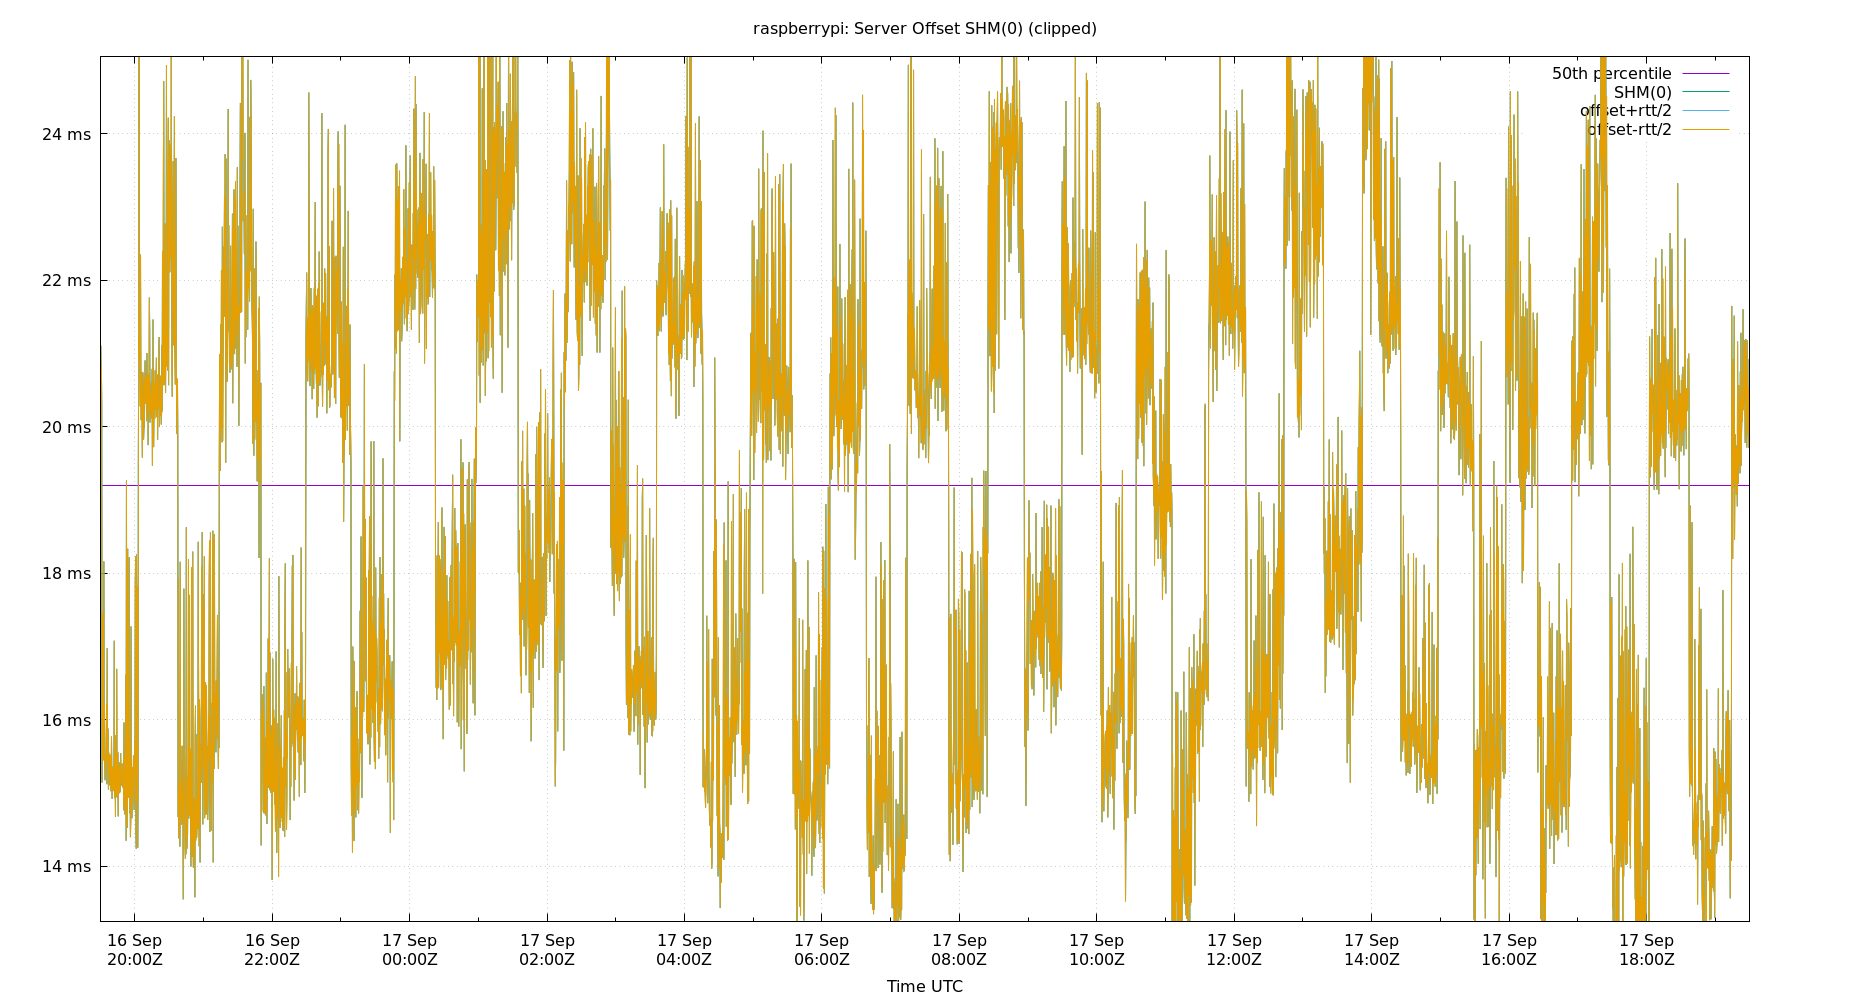 raspberrypi: Server Offset SHM(0) (clipped)
50th percentile
SHM(0)
offset+rtt/2
offset-rtt/2
24 ms
22 ms
20 ms
18 ms
16 ms
14 ms
16 Sep 16 Sep 17 Sep 17 Sep 17 Sep 17 Sep 17 Sep 17 Sep 17 Sep 17 Sep 17 Sep 17 Sep
20:00Z 22:00Z 00:00Z 02:00Z 04:00Z 06:00Z 08:00Z 10:00Z 12:00Z 14:00Z 16:00Z 18:00Z
Time UTC